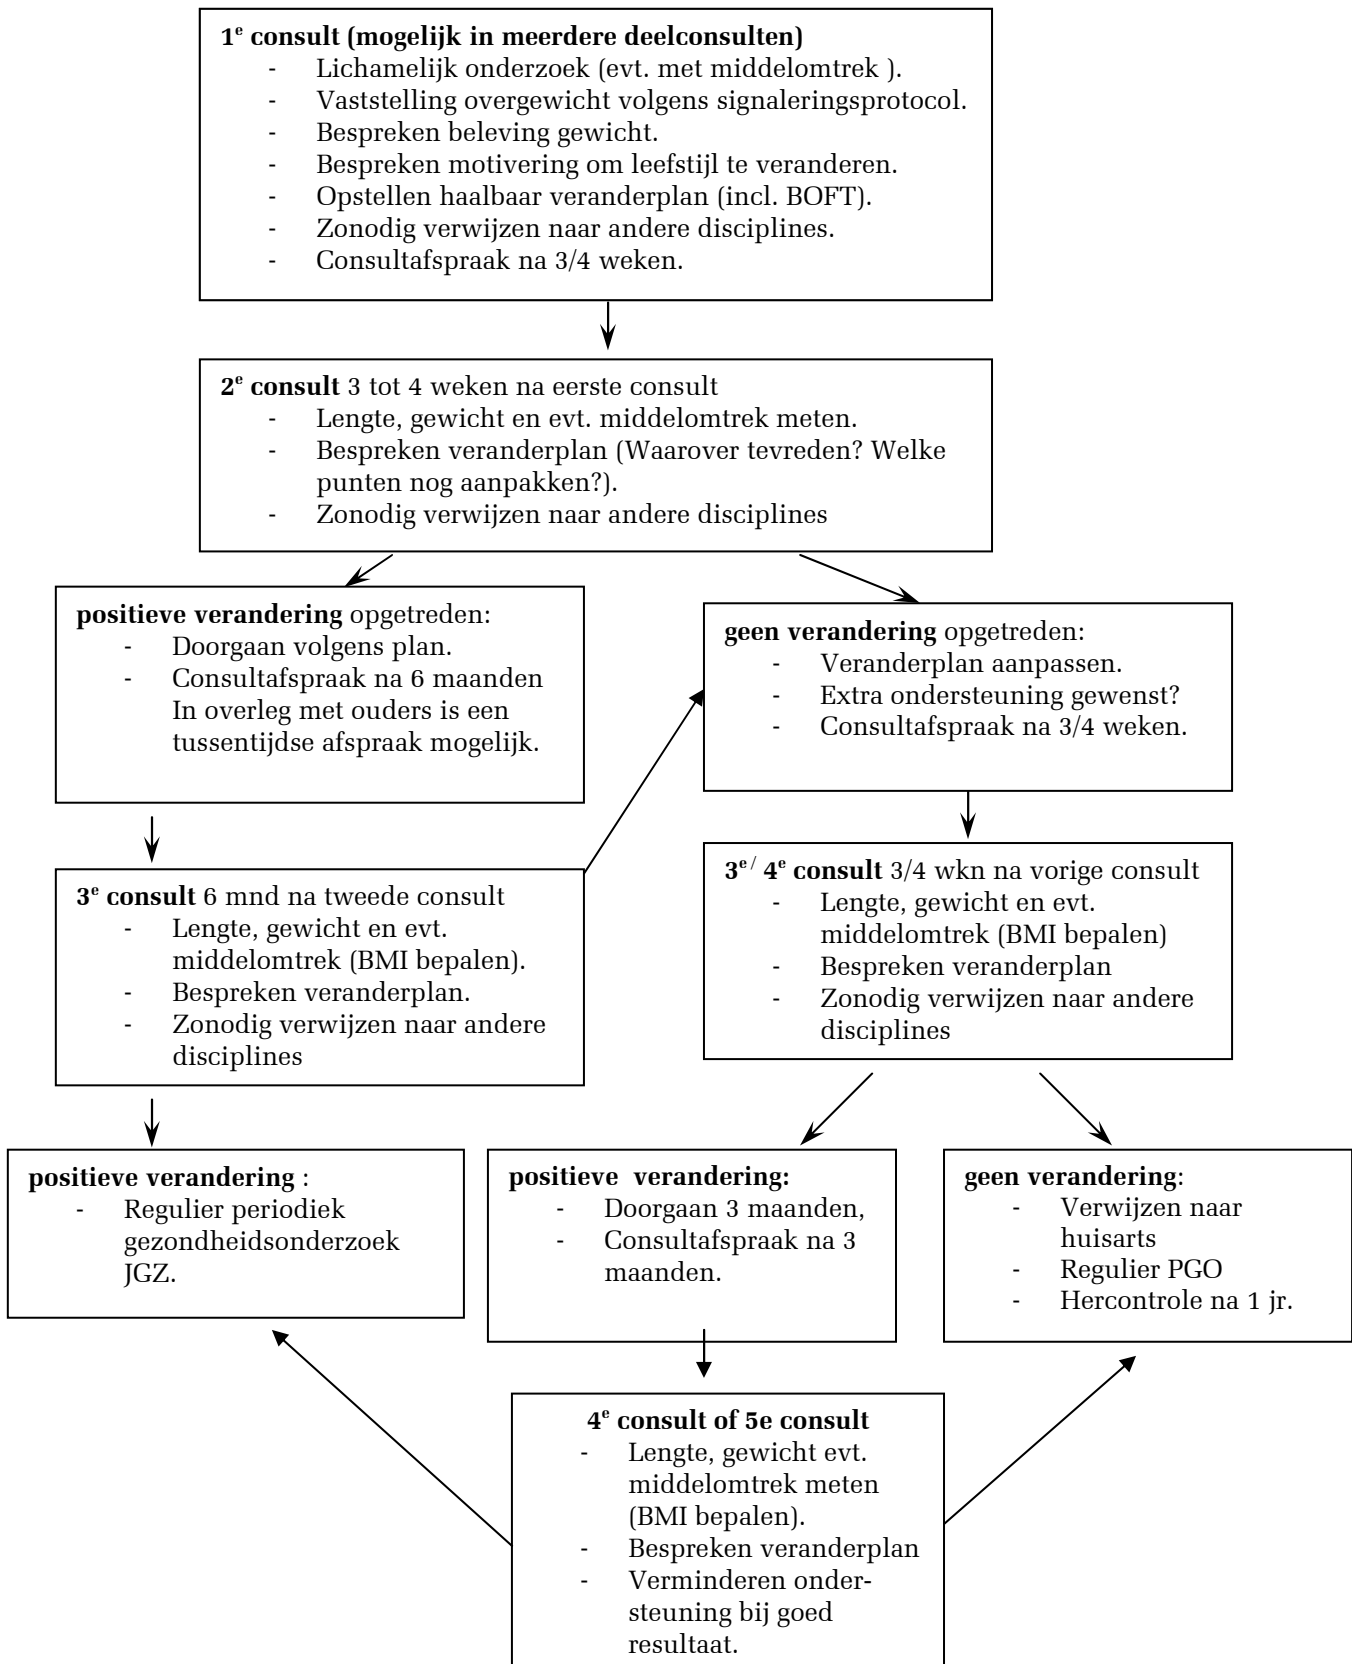 1e consult (mogelijk in meerdere deelconsulten)
- Lichamelijk onderzoek (evt. met middelomtrek ).
- Vaststelling overgewicht volgens signaleringsprotocol.
- Bespreken beleving gewicht.
- Bespreken motivering om leefstijl te veranderen.
- Opstellen haalbaar veranderplan (incl. BOFT).
- Zonodig verwijzen naar andere disciplines.
- Consultafspraak na 3/4 weken.
2e consult 3 tot 4 weken na eerste consult
- Lengte, gewicht en evt. middelomtrek meten.
- Bespreken veranderplan (Waarover tevreden? Welke
punten nog aanpakken?).
- Zonodig verwijzen naar andere disciplines
positieve verandering opgetreden:
- Doorgaan volgens plan.
- Consultafspraak na 6 maanden
In overleg met ouders is een
tussentijdse afspraak mogelijk.
geen verandering opgetreden:
- Veranderplan aanpassen.
- Extra ondersteuning gewenst?
- Consultafspraak na 3/4 weken.
3e consult 6 mnd na tweede consult
- Lengte, gewicht en evt.
middelomtrek (BMI bepalen).
- Bespreken veranderplan.
- Zonodig verwijzen naar andere
disciplines
3e/ 4e consult 3/4 wkn na vorige consult
- Lengte, gewicht en evt.
middelomtrek (BMI bepalen)
- Bespreken veranderplan
- Zonodig verwijzen naar andere
disciplines
positieve verandering :
- Regulier periodiek
gezondheidsonderzoek
JGZ.
positieve verandering:
- Doorgaan 3 maanden,
- Consultafspraak na 3
maanden.
geen verandering:
- Verwijzen naar
huisarts
- Regulier PGO
- Hercontrole na 1 jr.
4e consult of 5e consult
- Lengte, gewicht evt.
middelomtrek meten
(BMI bepalen).
- Bespreken veranderplan
- Verminderen onder-
steuning bij goed
resultaat.